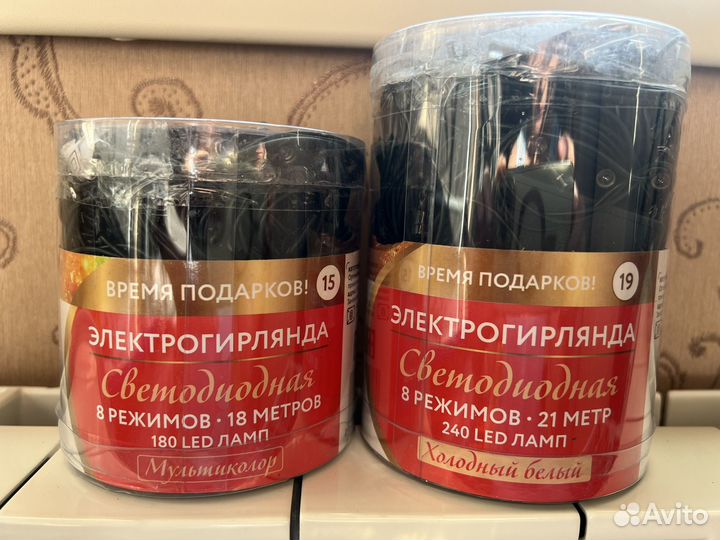 ВРЕМЯ ПОДАРКОВ! 15
ЭЛЕКТРОГИРЛЯНДА
Светодиодная
8 РЕЖИМОВ · 18 МЕТРОВ
180 LED ЛАМП
Мультиколор
ВРЕМЯ ПОДАРКОВ! 19
ЭЛЕКТРОГИРЛЯНДА
Светодиодная
8 РЕЖИМОВ · 21 МЕТР
240 LED ЛАМП
Холодный белый
Avito